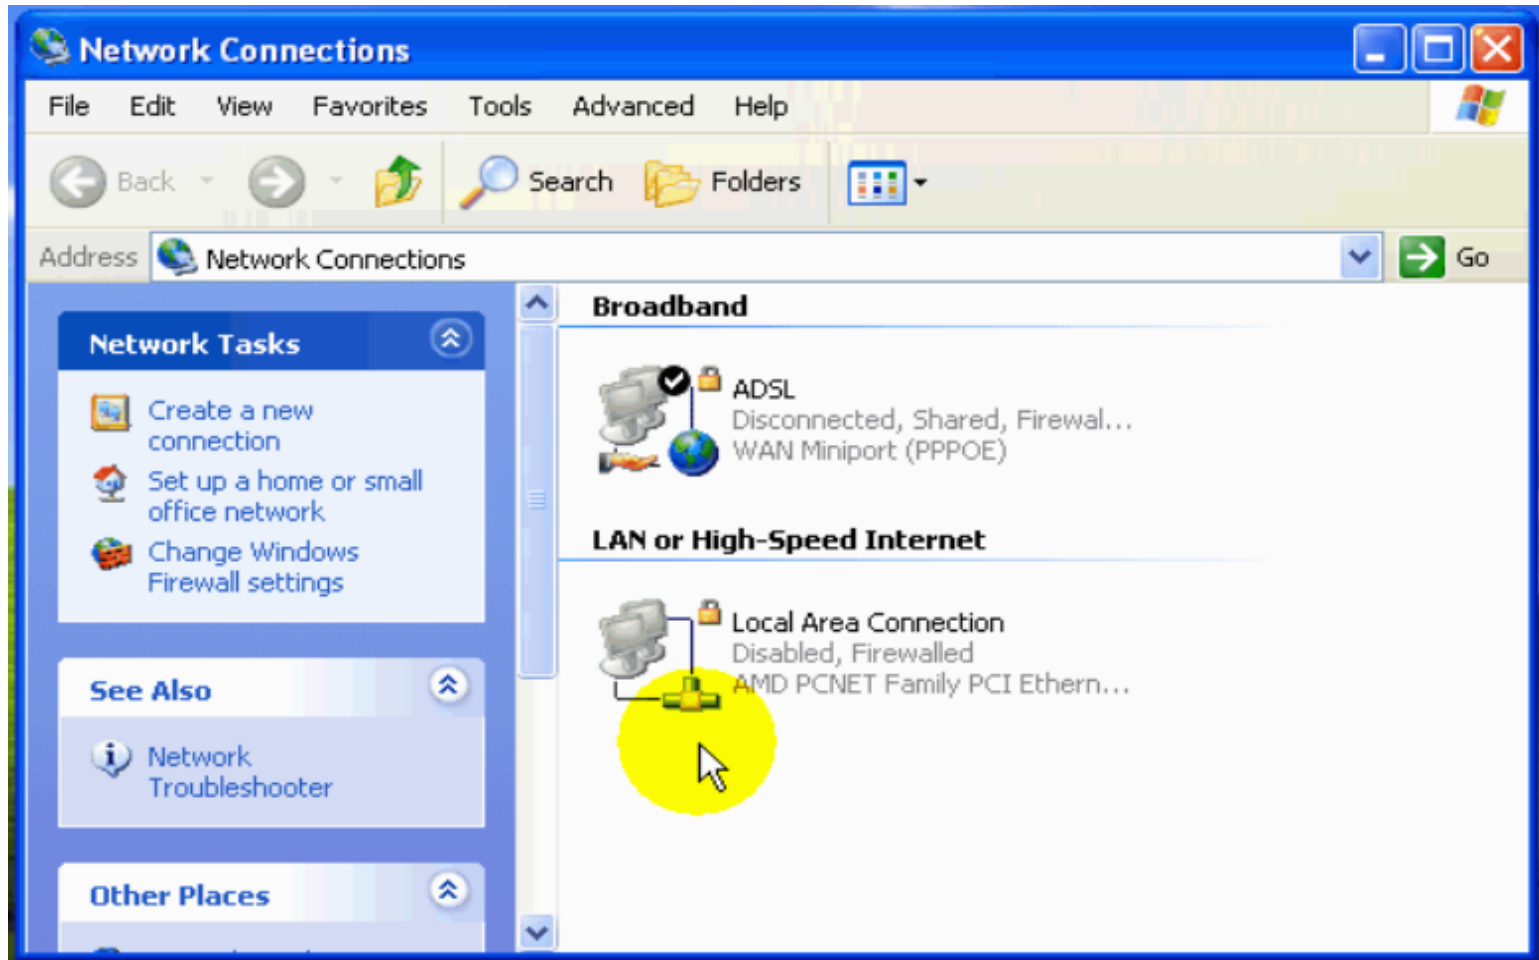 Network Connections
File Edit View Favorites Tools Advanced Help
Back Search Folders
Address Network Connections Go
Network Tasks
Create a new
connection
Set up a home or small
office network
Change Windows
Firewall settings
See Also
Network
Troubleshooter
Other Places
Broadband
ADSL
Disconnected, Shared, Firewal...
WAN Miniport (PPPOE)
LAN or High-Speed Internet
Local Area Connection
Disabled, Firewalled
AMD PCNET Family PCI Ethern...